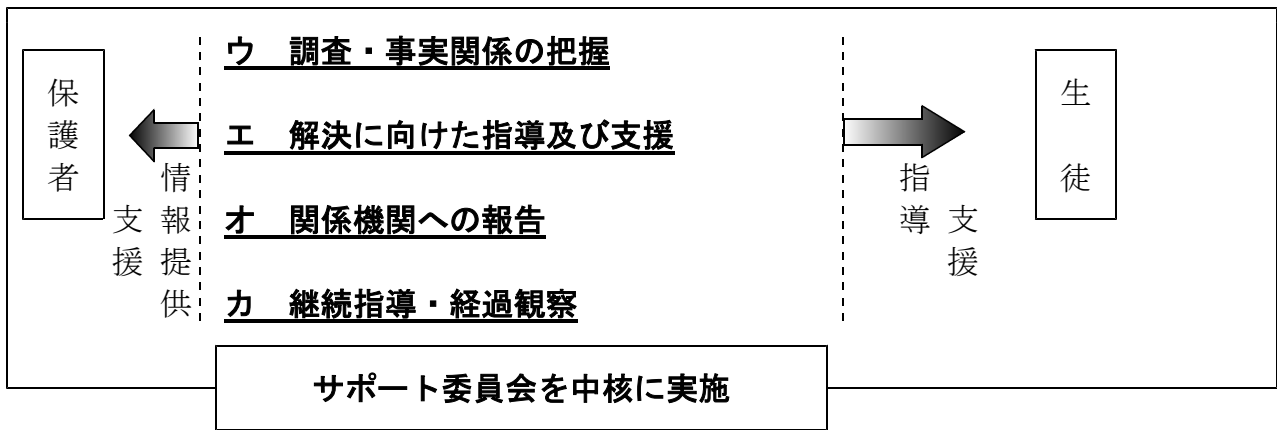 保護者
情報提供
支援
ウ　調査・事実関係の把握
エ　解決に向けた指導及び支援
オ　関係機関への報告
カ　継続指導・経過観察
指導
支援
生徒
サポート委員会を中核に実施